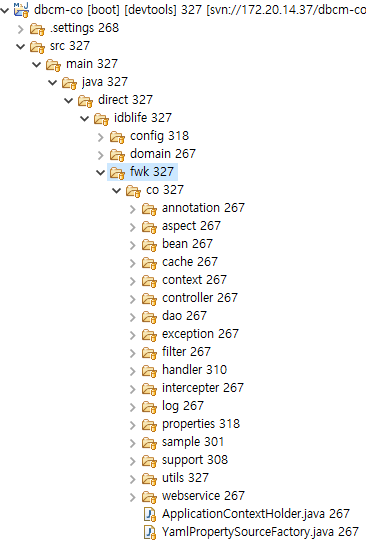 dbcm-co [boot] [devtools] 327 [svn://172.20.14.37/dbcm-co
.settings 268
src 327
main 327
java 327
direct 327
idblife 327
config 318
domain 267
fwk 327
co 327
annotation 267
aspect 267
bean 267
cache 267
context 267
controller 267
dao 267
exception 267
filter 267
handler 310
intercepter 267
log 267
properties 318
sample 301
support 308
utils 327
webservice 267
ApplicationContextHolder.java 267
YamlPropertySourceFactory.java 267